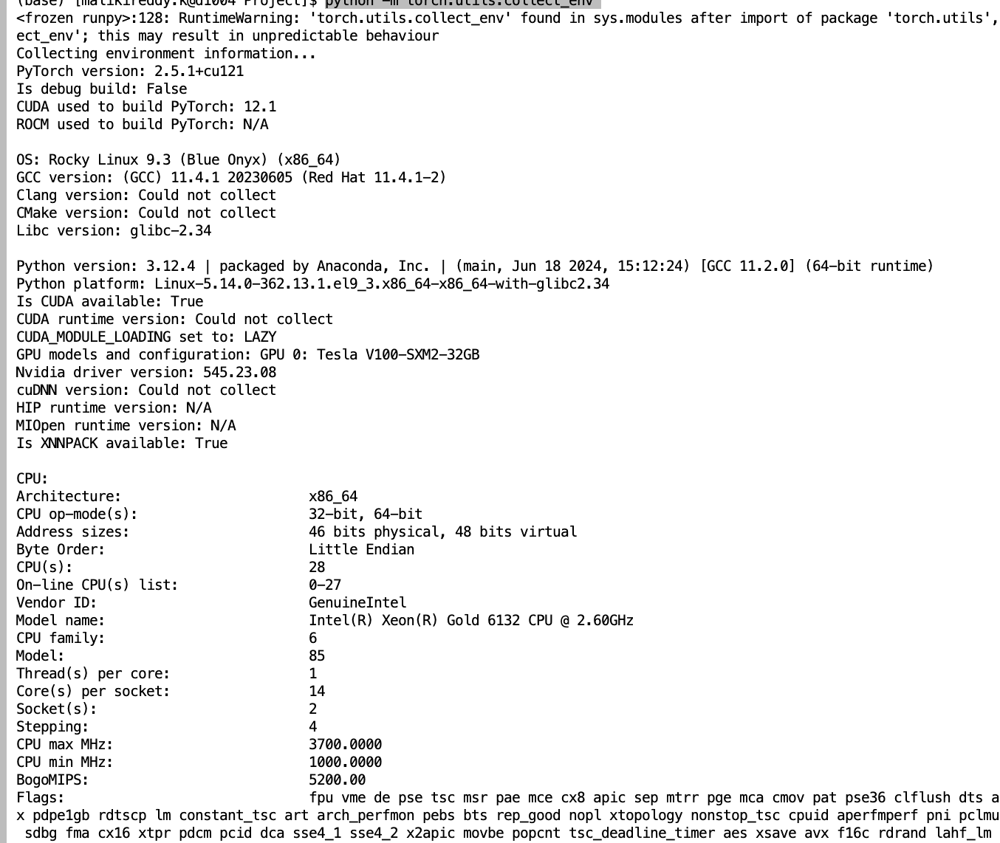 (base) [malikireddy.k@d1004 Project]$ python -m torch.utils.collect_env
<frozen runpy>:128: RuntimeWarning: 'torch.utils.collect_env' found in sys.modules after import of package 'torch.utils',
ect_env'; this may result in unpredictable behaviour
Collecting environment information...
PyTorch version: 2.5.1+cu121
Is debug build: False
CUDA used to build PyTorch: 12.1
ROCM used to build PyTorch: N/A
OS: Rocky Linux 9.3 (Blue Onyx) (x86_64)
GCC version: (GCC) 11.4.1 20230605 (Red Hat 11.4.1-2)
Clang version: Could not collect
CMake version: Could not collect
Libc version: glibc-2.34
Python version: 3.12.4 | packaged by Anaconda, Inc. | (main, Jun 18 2024, 15:12:24) [GCC 11.2.0] (64-bit runtime)
Python platform: Linux-5.14.0-362.13.1.el9_3.x86_64-x86_64-with-glibc2.34
Is CUDA available: True
CUDA runtime version: Could not collect
CUDA_MODULE_LOADING set to: LAZY
GPU models and configuration: GPU 0: Tesla V100-SXM2-32GB
Nvidia driver version: 545.23.08
cuDNN version: Could not collect
HIP runtime version: N/A
MIOpen runtime version: N/A
Is XNNPACK available: True
CPU:
Architecture: x86_64
CPU op-mode(s): 32-bit, 64-bit
Address sizes: 46 bits physical, 48 bits virtual
Byte Order: Little Endian
CPU(s): 28
On-line CPU(s) list: 0-27
Vendor ID: GenuineIntel
Model name: Intel(R) Xeon(R) Gold 6132 CPU @ 2.60GHz
CPU family: 6
Model: 85
Thread(s) per core: 1
Core(s) per socket: 14
Socket(s): 2
Stepping: 4
CPU max MHz: 3700.0000
CPU min MHz: 1000.0000
BogoMIPS: 5200.00
Flags: fpu vme de pse tsc msr pae mce cx8 apic sep mtrr pge mca cmov pat pse36 clflush dts a
x pdpe1gb rdtscp lm constant_tsc art arch_perfmon pebs bts rep_good nopl xtopology nonstop_tsc cpuid aperfmperf pni pclmu
sdbg fma cx16 xtpr pdcm pcid dca sse4_1 sse4_2 x2apic movbe popcnt tsc_deadline_timer aes xsave avx f16c rdrand lahf_lm